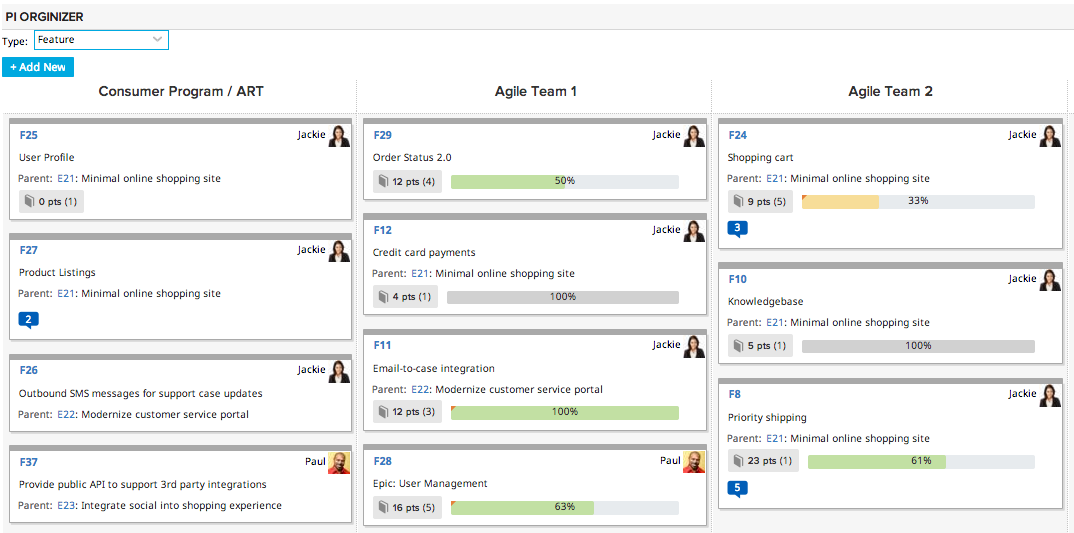 PI ORGINIZER
Type: Feature
+ Add New
Consumer Program / ART
F25 Jackie
User Profile
Parent: E21: Minimal online shopping site
0 pts (1)
F27 Jackie
Product Listings
Parent: E21: Minimal online shopping site
2
F26 Jackie
Outbound SMS messages for support case updates
Parent: E22: Modernize customer service portal
F37 Paul
Provide public API to support 3rd party integrations
Parent: E23: Integrate social into shopping experience
Agile Team 1
F29 Jackie
Order Status 2.0
12 pts (4) 50%
F12 Jackie
Credit card payments
Parent: E21: Minimal online shopping site
4 pts (1) 100%
F11 Jackie
Email-to-case integration
Parent: E22: Modernize customer service portal
12 pts (3) 100%
F28 Paul
Epic: User Management
16 pts (5) 63%
Agile Team 2
F24 Jackie
Shopping cart
Parent: E21: Minimal online shopping site
9 pts (5) 33%
3
F10 Jackie
Knowledgebase
Parent: E21: Minimal online shopping site
5 pts (1) 100%
F8 Jackie
Priority shipping
Parent: E21: Minimal online shopping site
23 pts (1) 61%
5